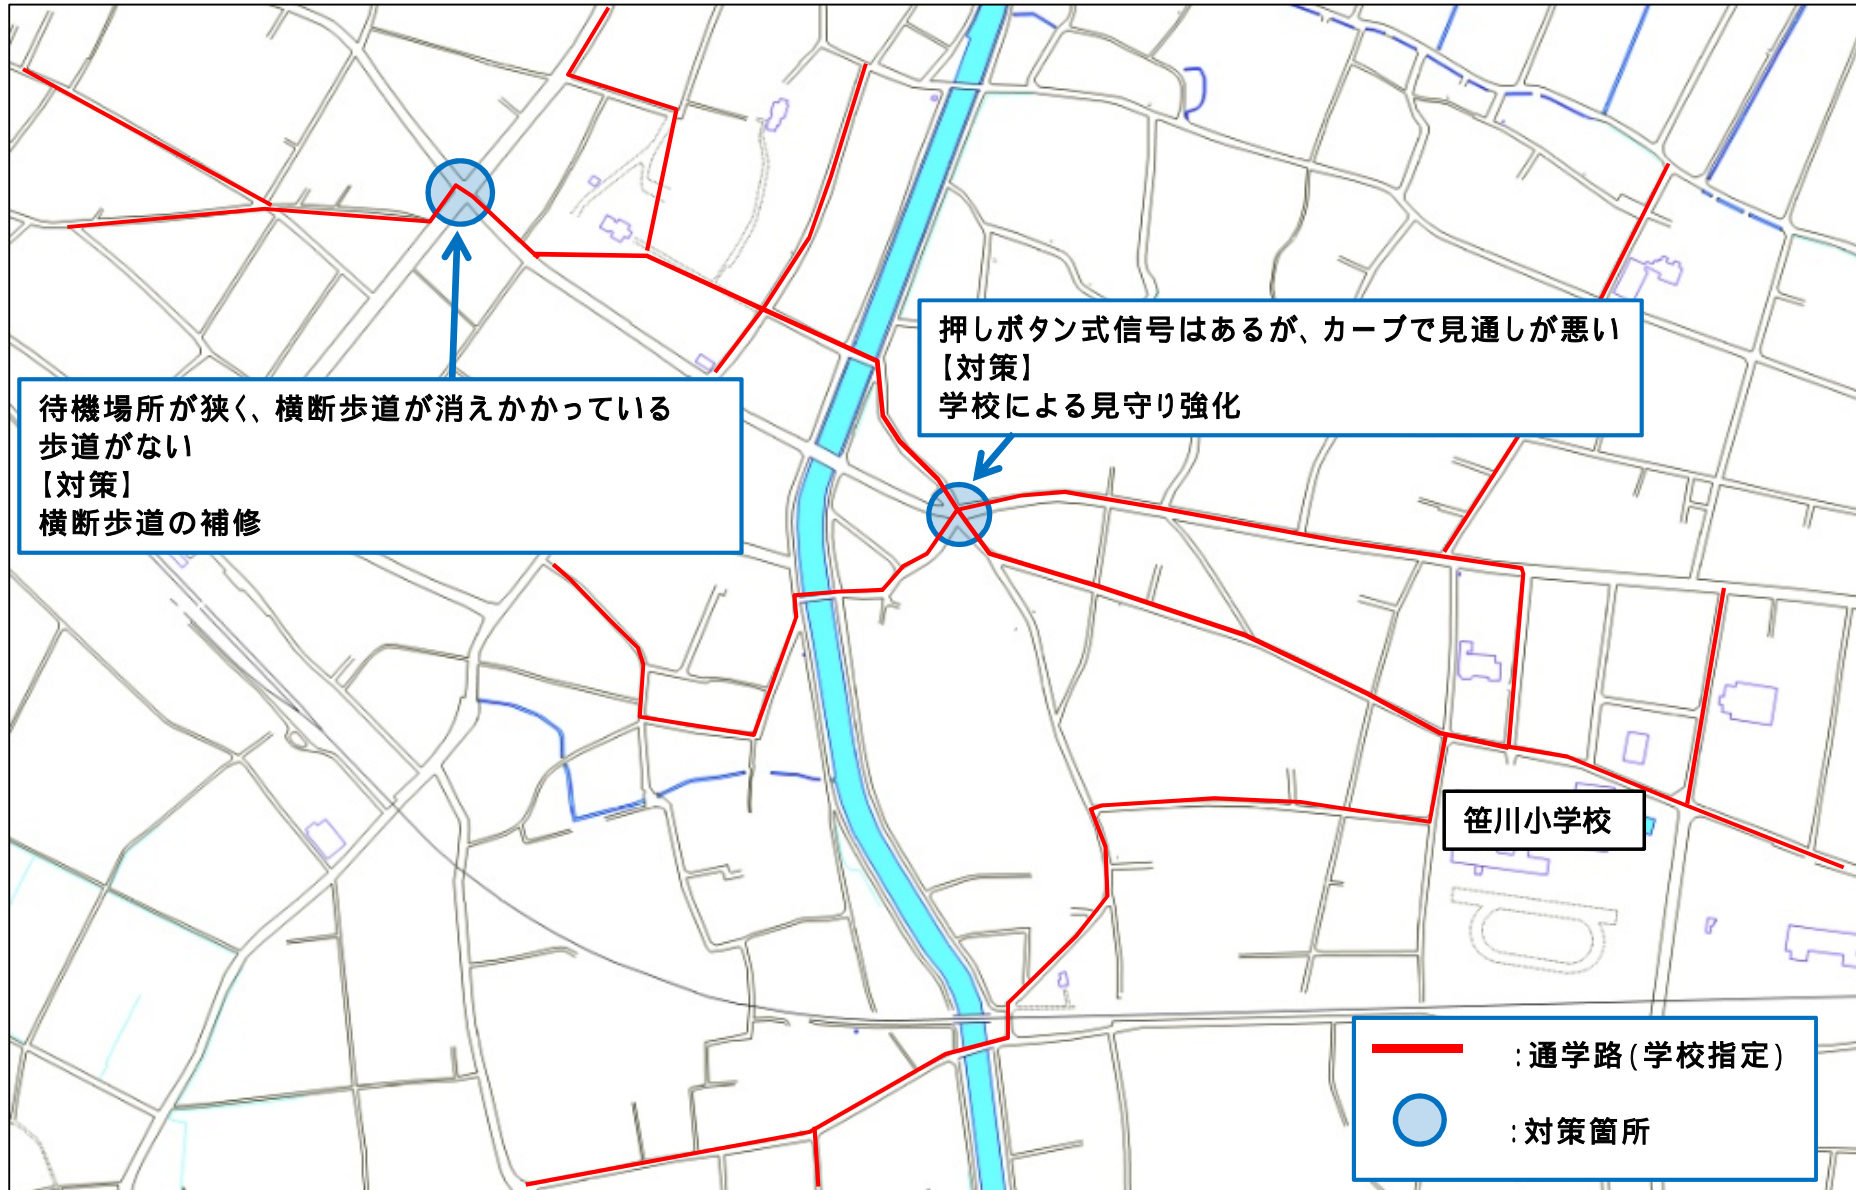 押しボタン式信号はあるが、カーブで見通しが悪い
【対策】
学校による見守り強化
待機場所が狭く、横断歩道が消えかかっている
歩道がない
【対策】
横断歩道の補修
笹川小学校
:通学路(学校指定)
:対策箇所